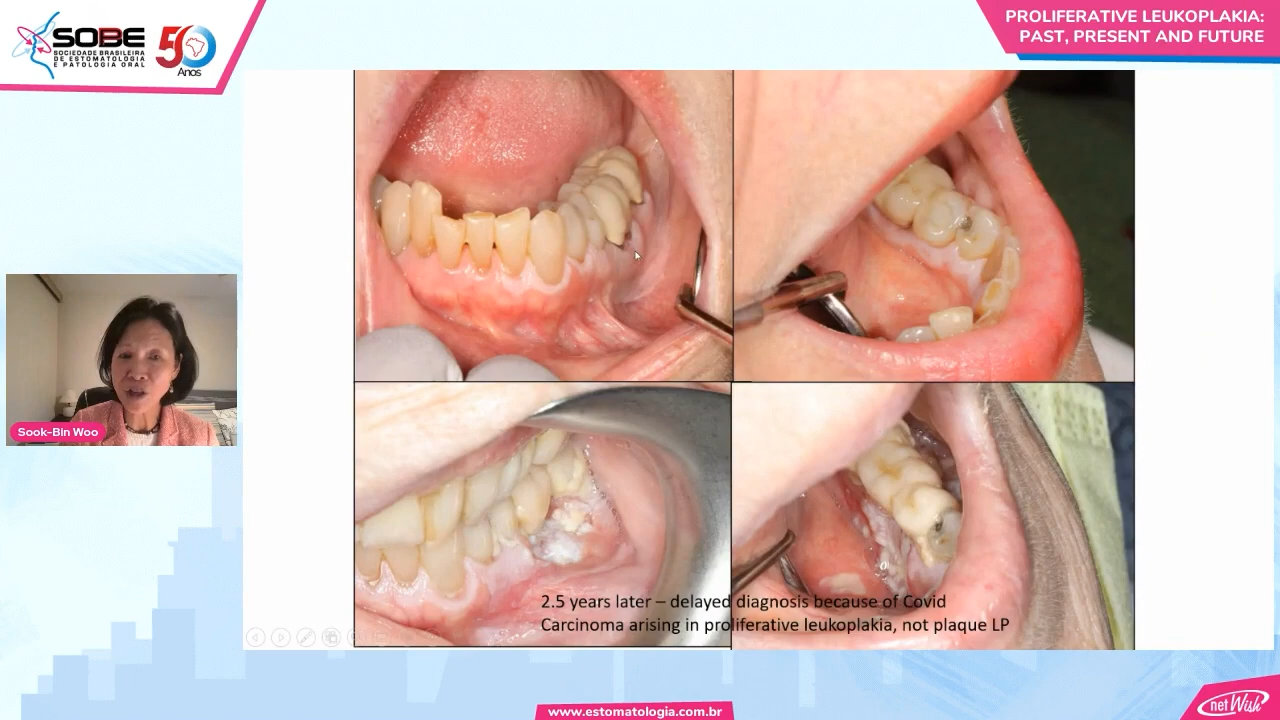 SOBE
SOCIEDADE BRASILEIRA
DE ESTOMATOLOGIA
E PATOLOGIA ORAL
50
Anos
PROLIFERATIVE LEUKOPLAKIA:
PAST, PRESENT AND FUTURE
Sook-Bin Woo
2.5 years later – delayed diagnosis because of Covid
Carcinoma arising in proliferative leukoplakia, not plaque LP
www.estomatologia.com.br
netWish